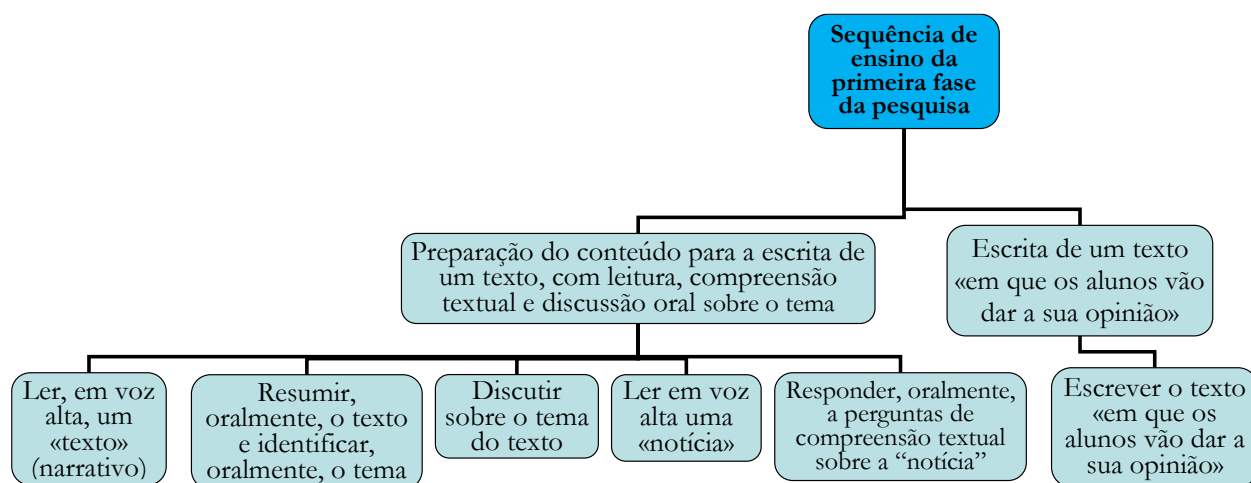 Sequência de
ensino da
primeira fase
da pesquisa
Preparação do conteúdo para a escrita de
um texto, com leitura, compreensão
textual e discussão oral sobre o tema
Escrita de um texto
«em que os alunos vão
dar a sua opinião»
Ler, em voz
alta, um
«texto»
(narrativo)
Resumir,
oralmente, o texto
e identificar,
oralmente, o tema
Discutir
sobre o tema
do texto
Ler em voz
alta uma
«notícia»
Responder, oralmente,
a perguntas de
compreensão textual
sobre a “notícia”
Escrever o texto
«em que os
alunos vão dar a
sua opinião»